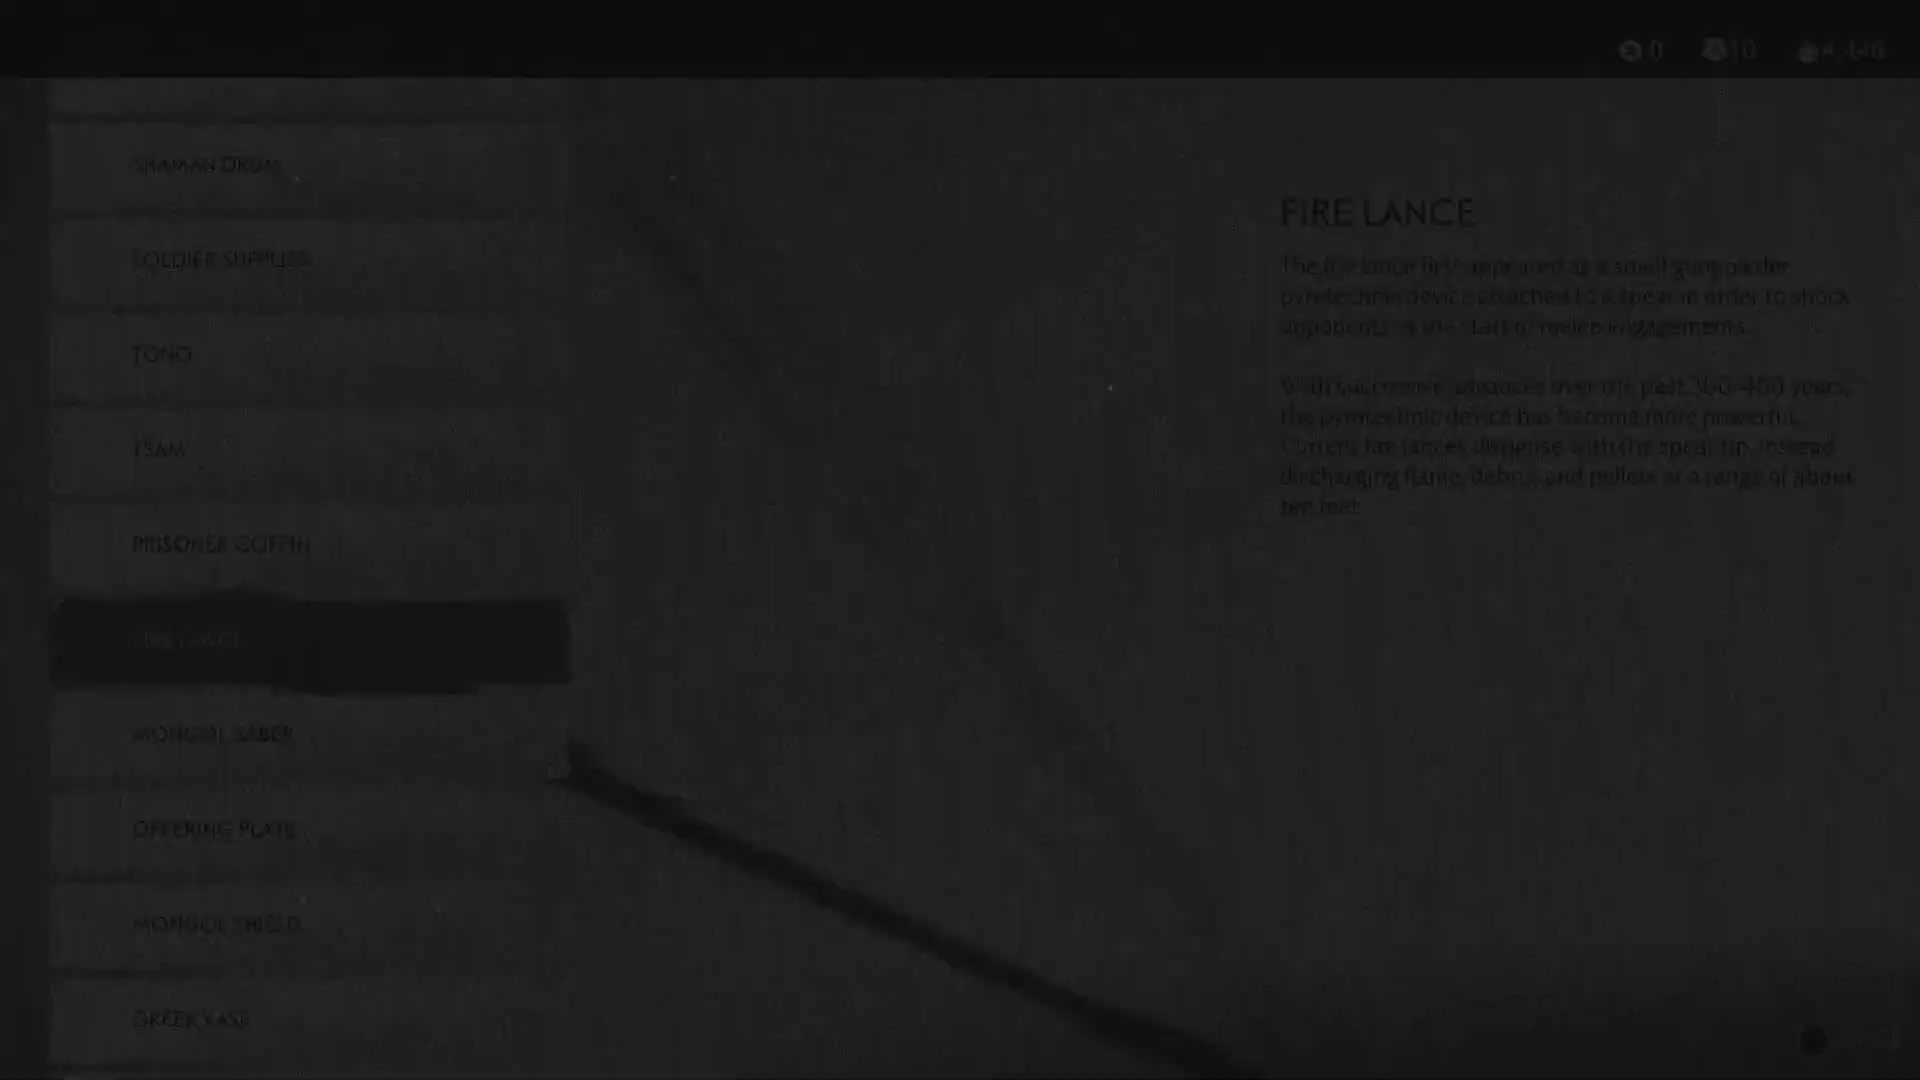 0 10
SHAMAN DRUM
SOLDIER SUPPLIES
TONO
TSAM
PRISONER COFFIN
FIRE LANCE
MONGOL SABER
OFFERING PLATE
MONGOL SHIELD
GREEK VASE
FIRE LANCE
The fire lance first appeared as a small gunpowder
pyrotechnic device attached to a spear in order to shock
opponents at the start of melee engagements.
With successive advances over the past 300-400 years,
the pyrotechnic device has become more powerful.
Current fire lances dispense with the spear tip, instead
discharging flame, debris, and pellets at a range of about
ten feet.